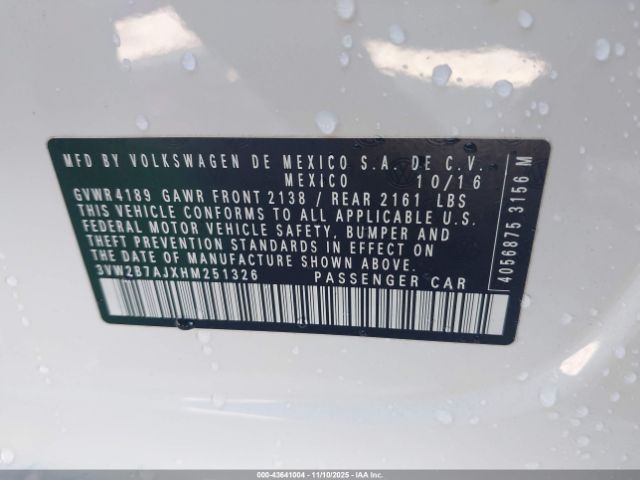 MFD BY VOLKSWAGEN DE MEXICO S.A. DE C.V.
MEXICO 10/16
GVWR 4189 GAWR FRONT 2138 / REAR 2161 LBS
THIS VEHICLE CONFORMS TO ALL APPLICABLE U.S.
FEDERAL MOTOR VEHICLE SAFETY, BUMPER AND
THEFT PREVENTION STANDARDS IN EFFECT ON
THE DATE OF MANUFACTURE SHOWN ABOVE.
3VW2B7AJXHM251326 PASSENGER CAR
4056875 3156 M
000-43641004 — 11/10/2025 — IAA Inc.